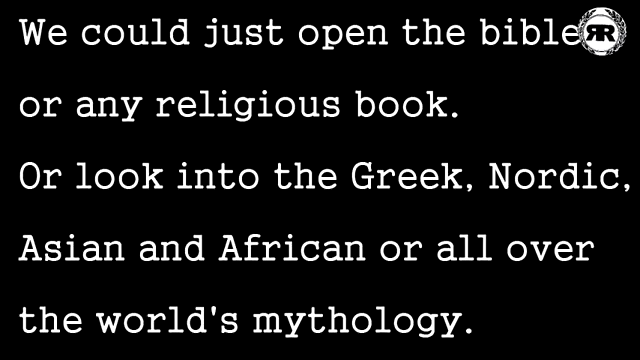 We could just open the bible
or any religious book.
Or look into the Greek, Nordic,
Asian and African or all over
the world's mythology.